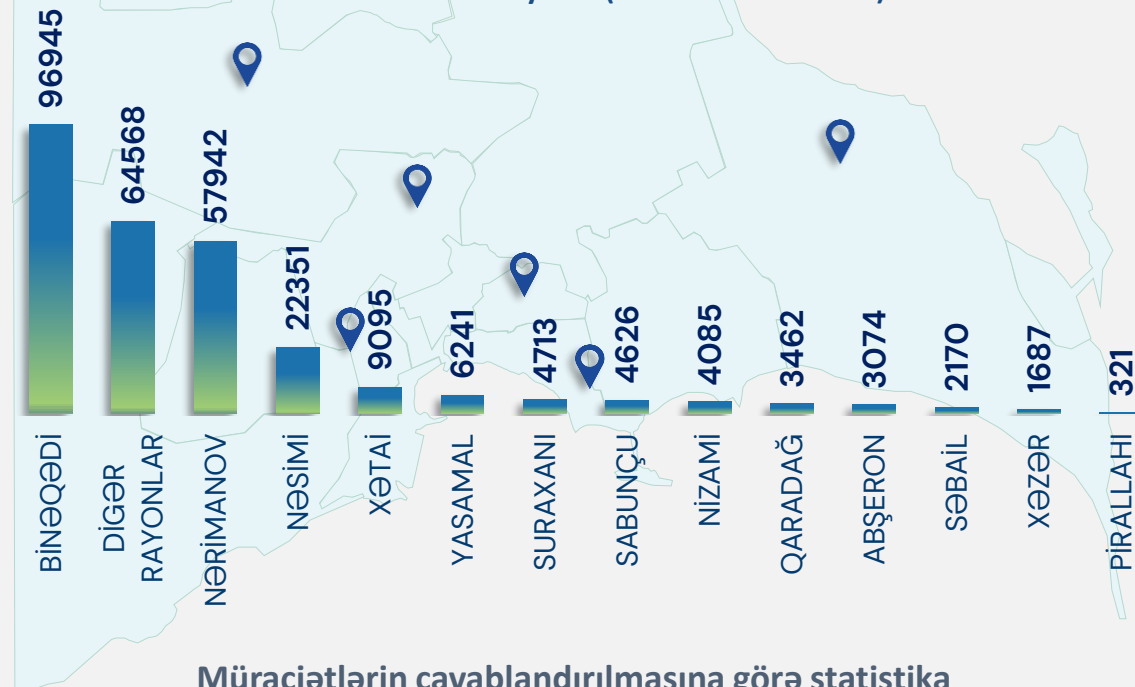 96945
64568
57942
22351
9095
6241
4713
4626
4085
3462
3074
2170
1687
321
BİNƏQƏDİ
DİGƏR
RAYONLAR
NƏRİMANOV
NƏSİMİ
XƏTAİ
YASAMAL
SURAXANI
SABUNÇU
NİZAMİ
QARADAĞ
ABŞERON
SƏBAİL
XƏZƏR
PİRALLAHI
Müraciətlərin cavablandırılmasına görə statistika